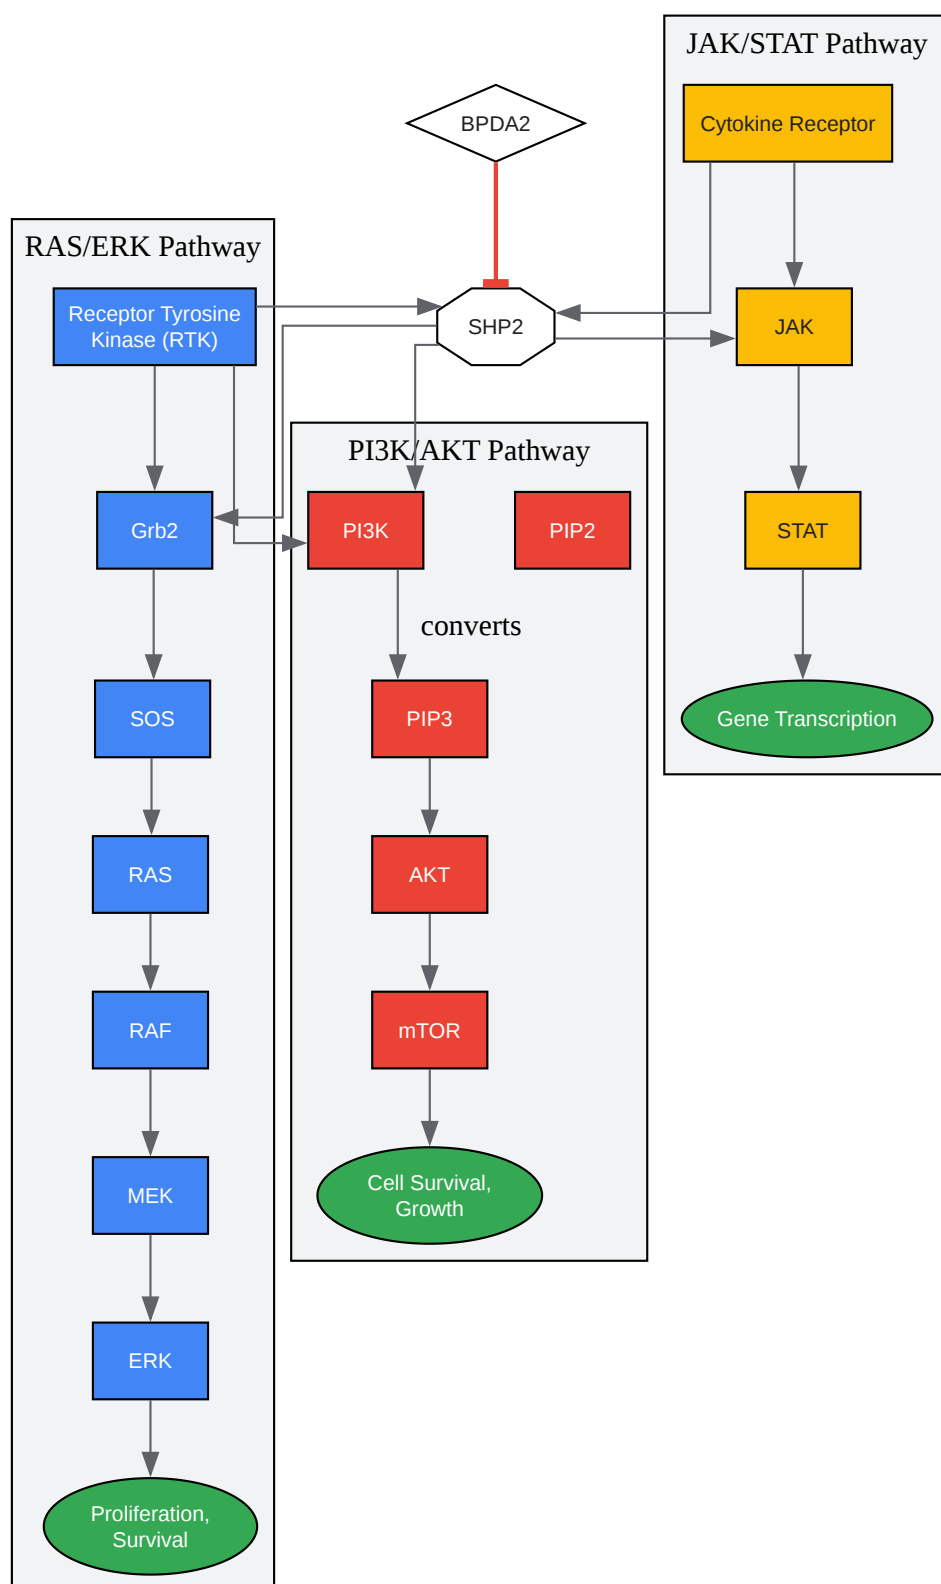 JAK/STAT Pathway
BPDA2
Cytokine Receptor
RAS/ERK Pathway
Receptor Tyrosine
Kinase (RTK)
SHP2
JAK
PI3K/AKT Pathway
Grb2
PI3K
PIP2
STAT
converts
SOS
PIP3
Gene Transcription
RAS
AKT
RAF
mTOR
MEK
Cell Survival,
Growth
ERK
Proliferation,
Survival